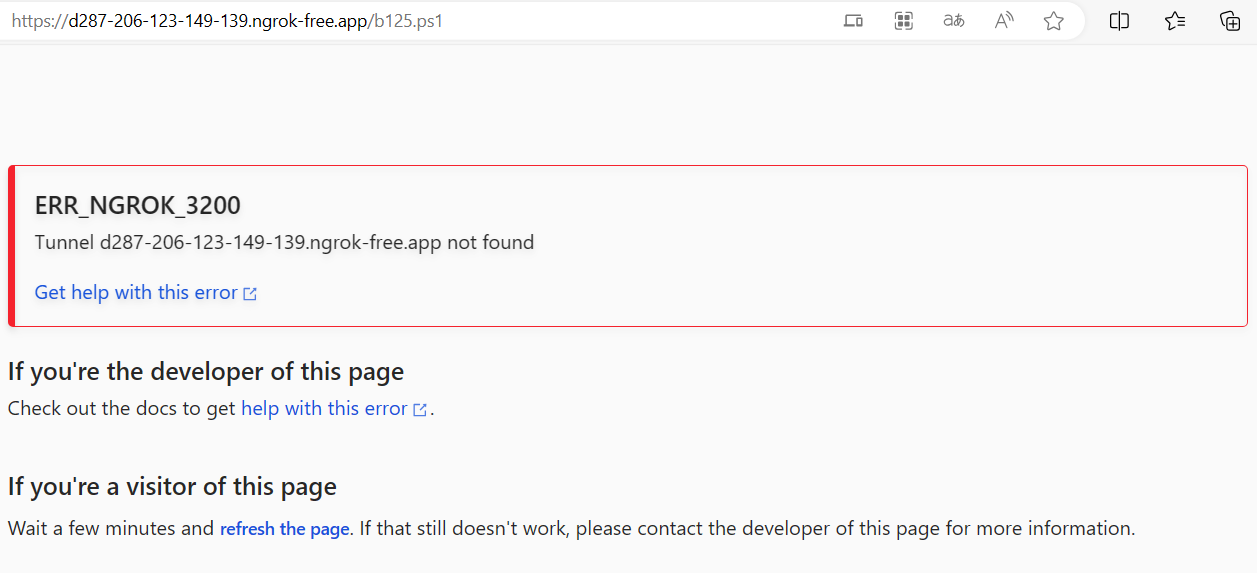 https://d287-206-123-149-139.ngrok-free.app/b125.ps1
aあ
A
ERR_NGROK_3200
Tunnel d287-206-123-149-139.ngrok-free.app not found
Get help with this error
If you're the developer of this page
Check out the docs to get help with this error.
If you're a visitor of this page
Wait a few minutes and refresh the page. If that still doesn't work, please contact the developer of this page for more information.